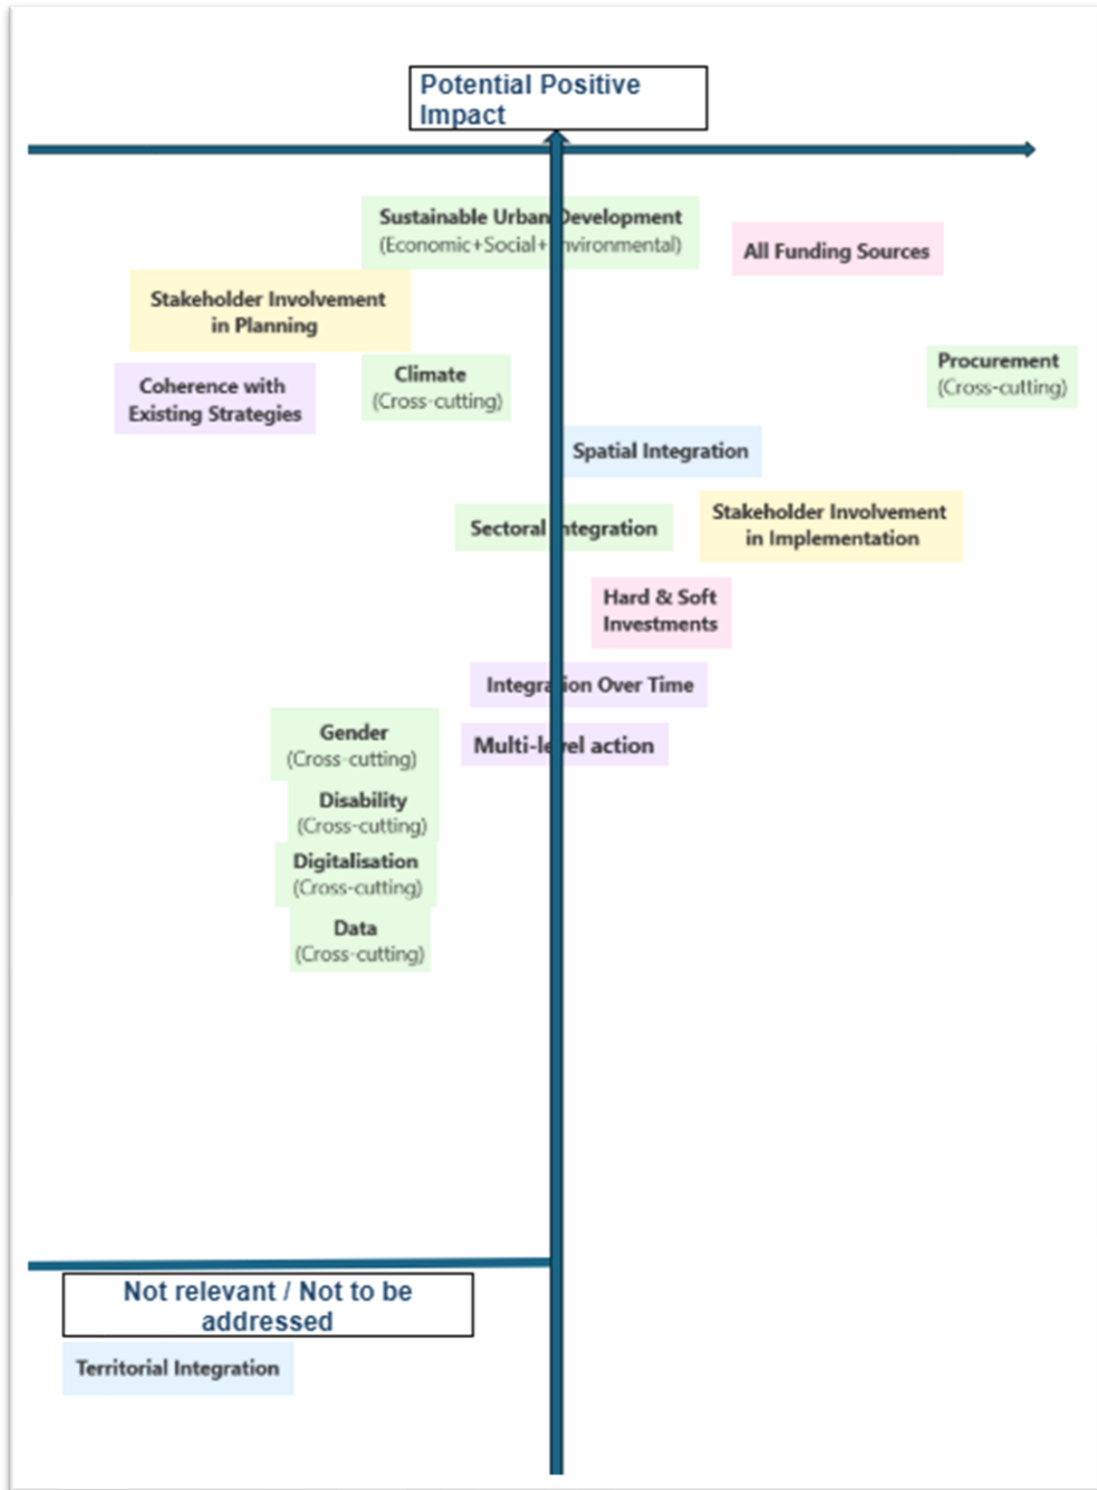 Potential Positive
Impact
Sustainable Urban Development
(Economic+Social+Environmental)
All Funding Sources
Stakeholder Involvement
in Planning
Climate
(Cross-cutting)
Procurement
(Cross-cutting)
Coherence with
Existing Strategies
Spatial Integration
Sectoral Integration
Stakeholder Involvement
in Implementation
Hard & Soft
Investments
Integration Over Time
Gender
(Cross-cutting)
Multi-level action
Disability
(Cross-cutting)
Digitalisation
(Cross-cutting)
Data
(Cross-cutting)
Not relevant / Not to be
addressed
Territorial Integration